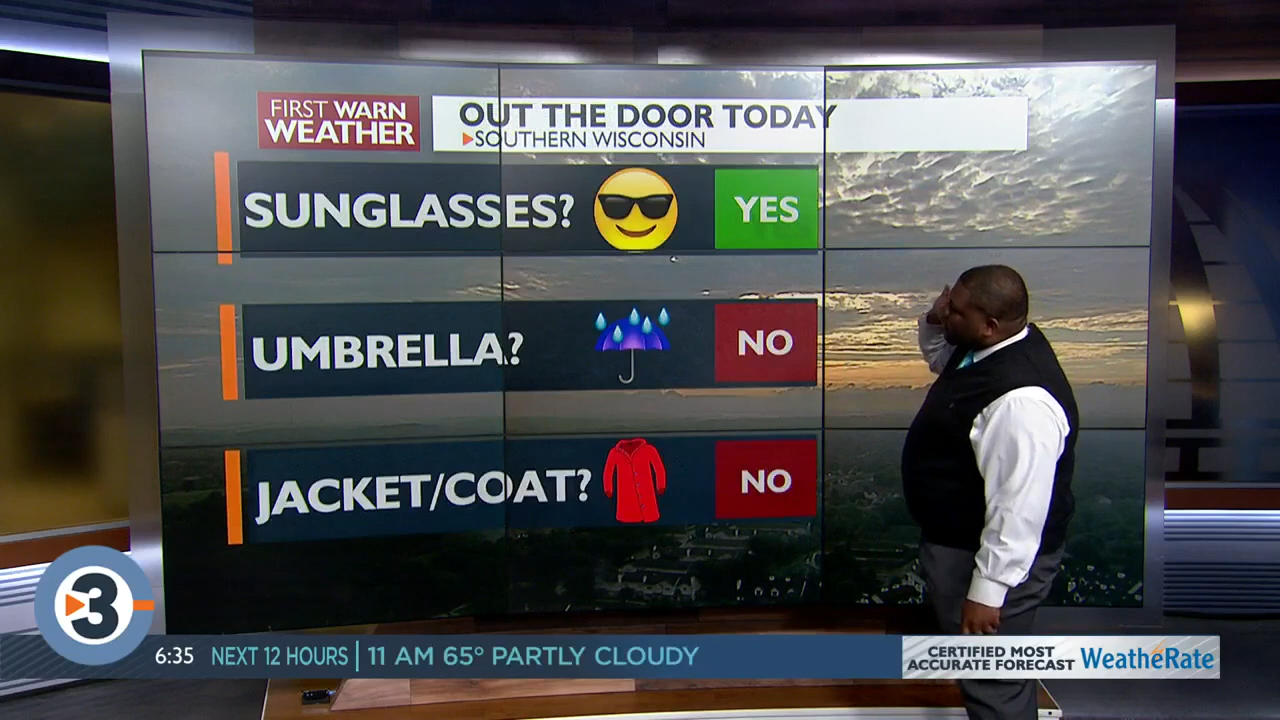 FIRST WARN
WEATHER
OUT THE DOOR TODAY
SOUTHERN WISCONSIN
SUNGLASSES?
YES
UMBRELLA?
NO
JACKET/COAT?
NO
3
6:35
NEXT 12 HOURS
11 AM 65° PARTLY CLOUDY
CERTIFIED MOST
ACCURATE FORECAST
WeatheRate